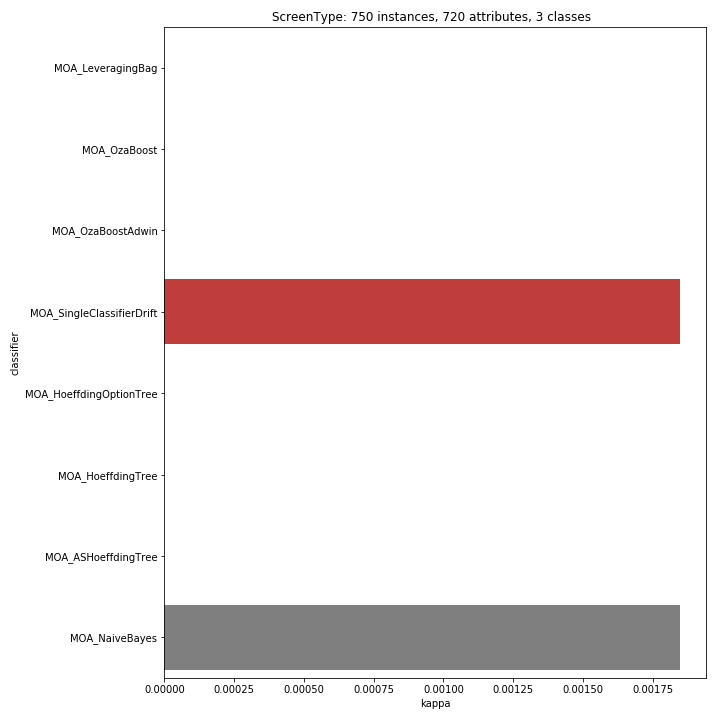 ScreenType: 750 instances, 720 attributes, 3 classes
MOA_LeveragingBag
MOA_OzaBoost
MOA_OzaBoostAdwin
MOA_SingleClassifierDrift
MOA_HoeffdingOptionTree
MOA_HoeffdingTree
MOA_ASHoeffdingTree
MOA_NaiveBayes
classifier
0.00000 0.00025 0.00050 0.00075 0.00100 0.00125 0.00150 0.00175
kappa